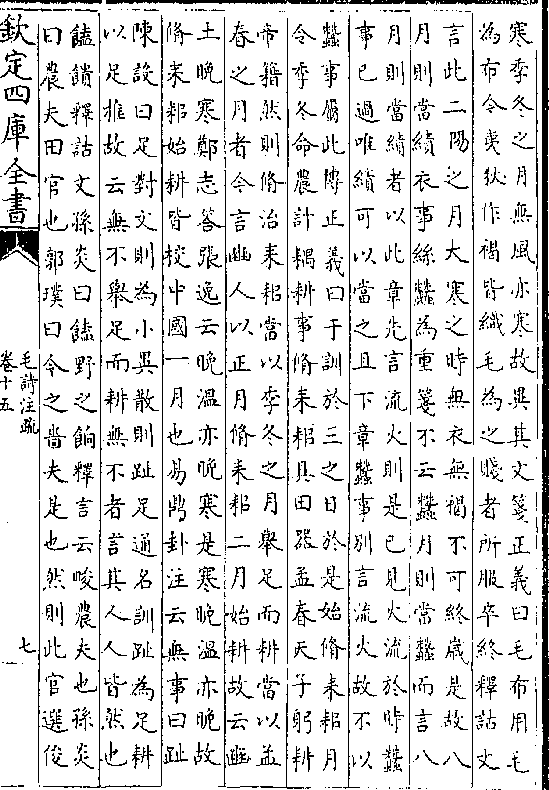 寒季冬之月無風亦寒故異其文箋正義曰毛布用毛
為布令夷狄作褐皆織毛為之賤者所服卒終釋詁文
言此二陽之月大寒之時無衣無褐不可終歲是故八
月則當績衣事絲蠶為重箋不云蠶月則當蠶而言八
月則當績者以此章先言流火則是已見火流於時蠶
事已過唯績可以當之且下章蠶事別言流火故不以
蠶事屬此傳正義曰于訓於三之日於是始脩耒耜月
令季冬命農計耦耕事脩耒耜具田器孟春天子躬耕
帝籍然則脩治耒耜當以季冬之月舉足而耕當以孟
春之月者令言豳人以正月脩耒耜二月始耕故云豳
土晩寒鄭志答張逸云晩温亦晩寒是寒晩温亦晩故
脩耒耜始耕皆校中國一月也易鼎卦注云無事曰趾
陳設曰足對文則為小異散則趾足通名訓趾為足耕
以足推故云無不舉足而耕無不者言其人人皆然也
饁饋釋詁文孫炎曰饁野之餉釋言云畯農夫也孫炎
曰農夫田官也郭璞曰今之嗇夫是也然則此官選俊
欽定四庫全書
毛詩注疏
卷十五
七